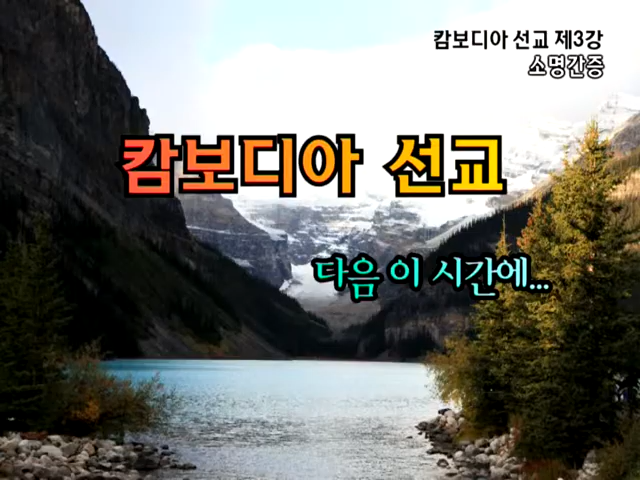 캄보디아 선교 제3강
소명간증
캄보디아 선교
다음 이 시간에...